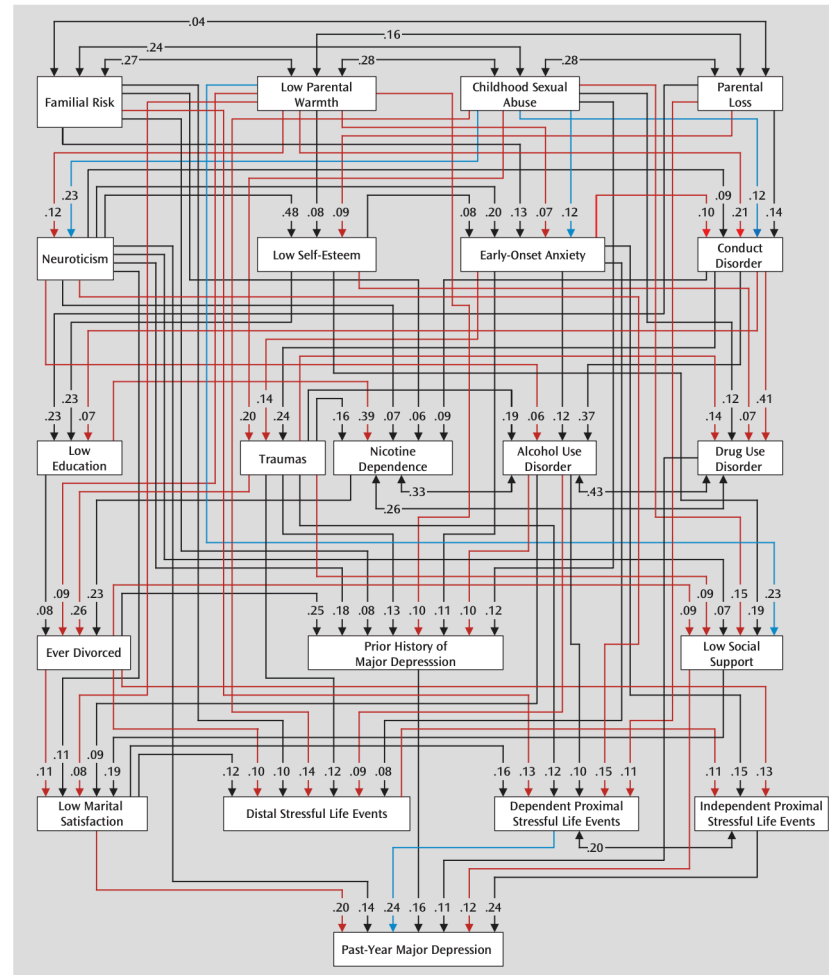 .04
.16
.24
.27
.28
.28
Familial Risk
Low Parental
Warmth
Childhood Sexual
Abuse
Parental
Loss
.12
.23
.48
.08
.09
.08
.20
.13
.07
.12
.10
.09
.21
.12
.14
Neuroticism
Low Self-Esteem
Early-Onset Anxiety
Conduct
Disorder
.23
.23
.07
.20
.14
.24
.16
.39
.07
.06
.09
.19
.06
.12
.37
.14
.12
.07
.41
Low
Education
Traumas
Nicotine
Dependence
Alcohol Use
Disorder
Drug Use
Disorder
.33
.43
.26
.08
.09
.26
.23
.25
.18
.08
.13
.10
.11
.10
.12
.09
.09
.07
.15
.19
.23
Ever Divorced
Prior History of
Major Depresssion
Low Social
Support
.11
.11
.08
.09
.19
.12
.10
.10
.14
.12
.09
.08
.16
.13
.12
.10
.15
.11
.11
.15
.13
Low Marital
Satisfaction
Distal Stressful Life Events
Dependent Proximal
Stressful Life Events
Independent Proximal
Stressful Life Events
.20
.20
.14
.24
.16
.11
.12
.24
Past-Year Major Depression